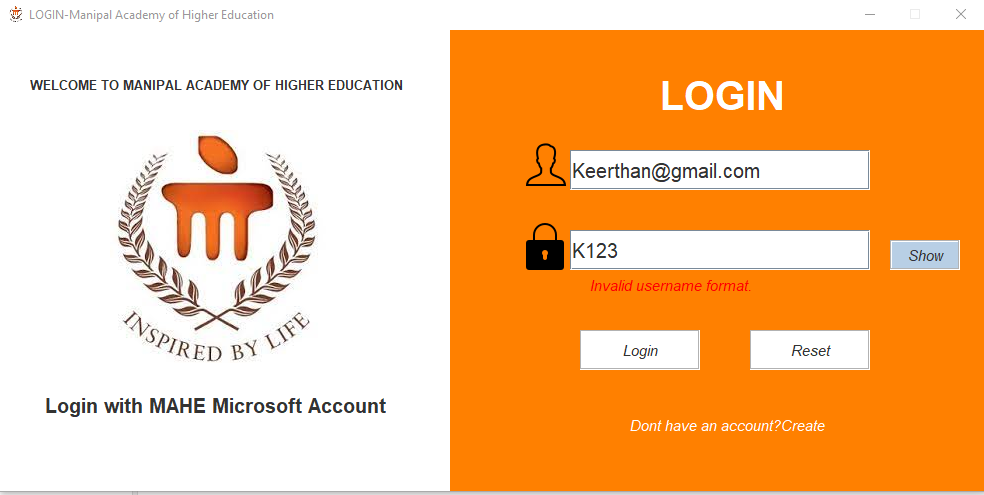 LOGIN-Manipal Academy of Higher Education
WELCOME TO MANIPAL ACADEMY OF HIGHER EDUCATION
INSPIRED BY LIFE
Login with MAHE Microsoft Account
LOGIN
Keerthan@gmail.com
K123
Show
Invalid username format.
Login
Reset
Dont have an account?Create